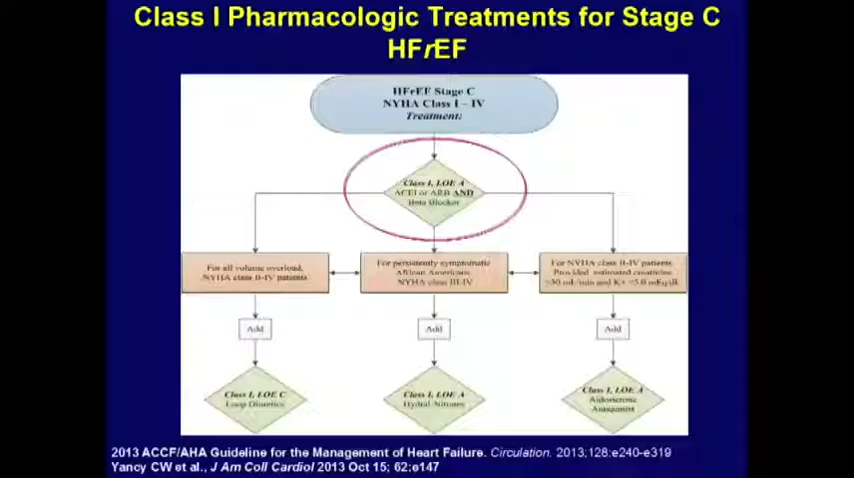 Class I Pharmacologic Treatments for Stage C
HFrEF
HFrEF Stage C
NYHA Class I – IV
Treatment:
Class I, LOE A
ACEI or ARB AND
Beta Blocker
For all volume overload,
NYHA class II-IV patients
For persistently symptomatic
African Americans,
NYHA class III-IV
For NYHA class II-IV patients.
Provided estimated creatinine
>30 mL/min and K+ <5.0 mEq/dL
Add
Add
Add
Class I, LOE C
Loop Diuretics
Class I, LOE A
Hydral-Nitrates
Class I, LOE A
Aldosterone
Antagonist
2013 ACCF/AHA Guideline for the Management of Heart Failure. Circulation. 2013;128:e240-e319
Yancy CW et al., J Am Coll Cardiol 2013 Oct 15; 62:e147